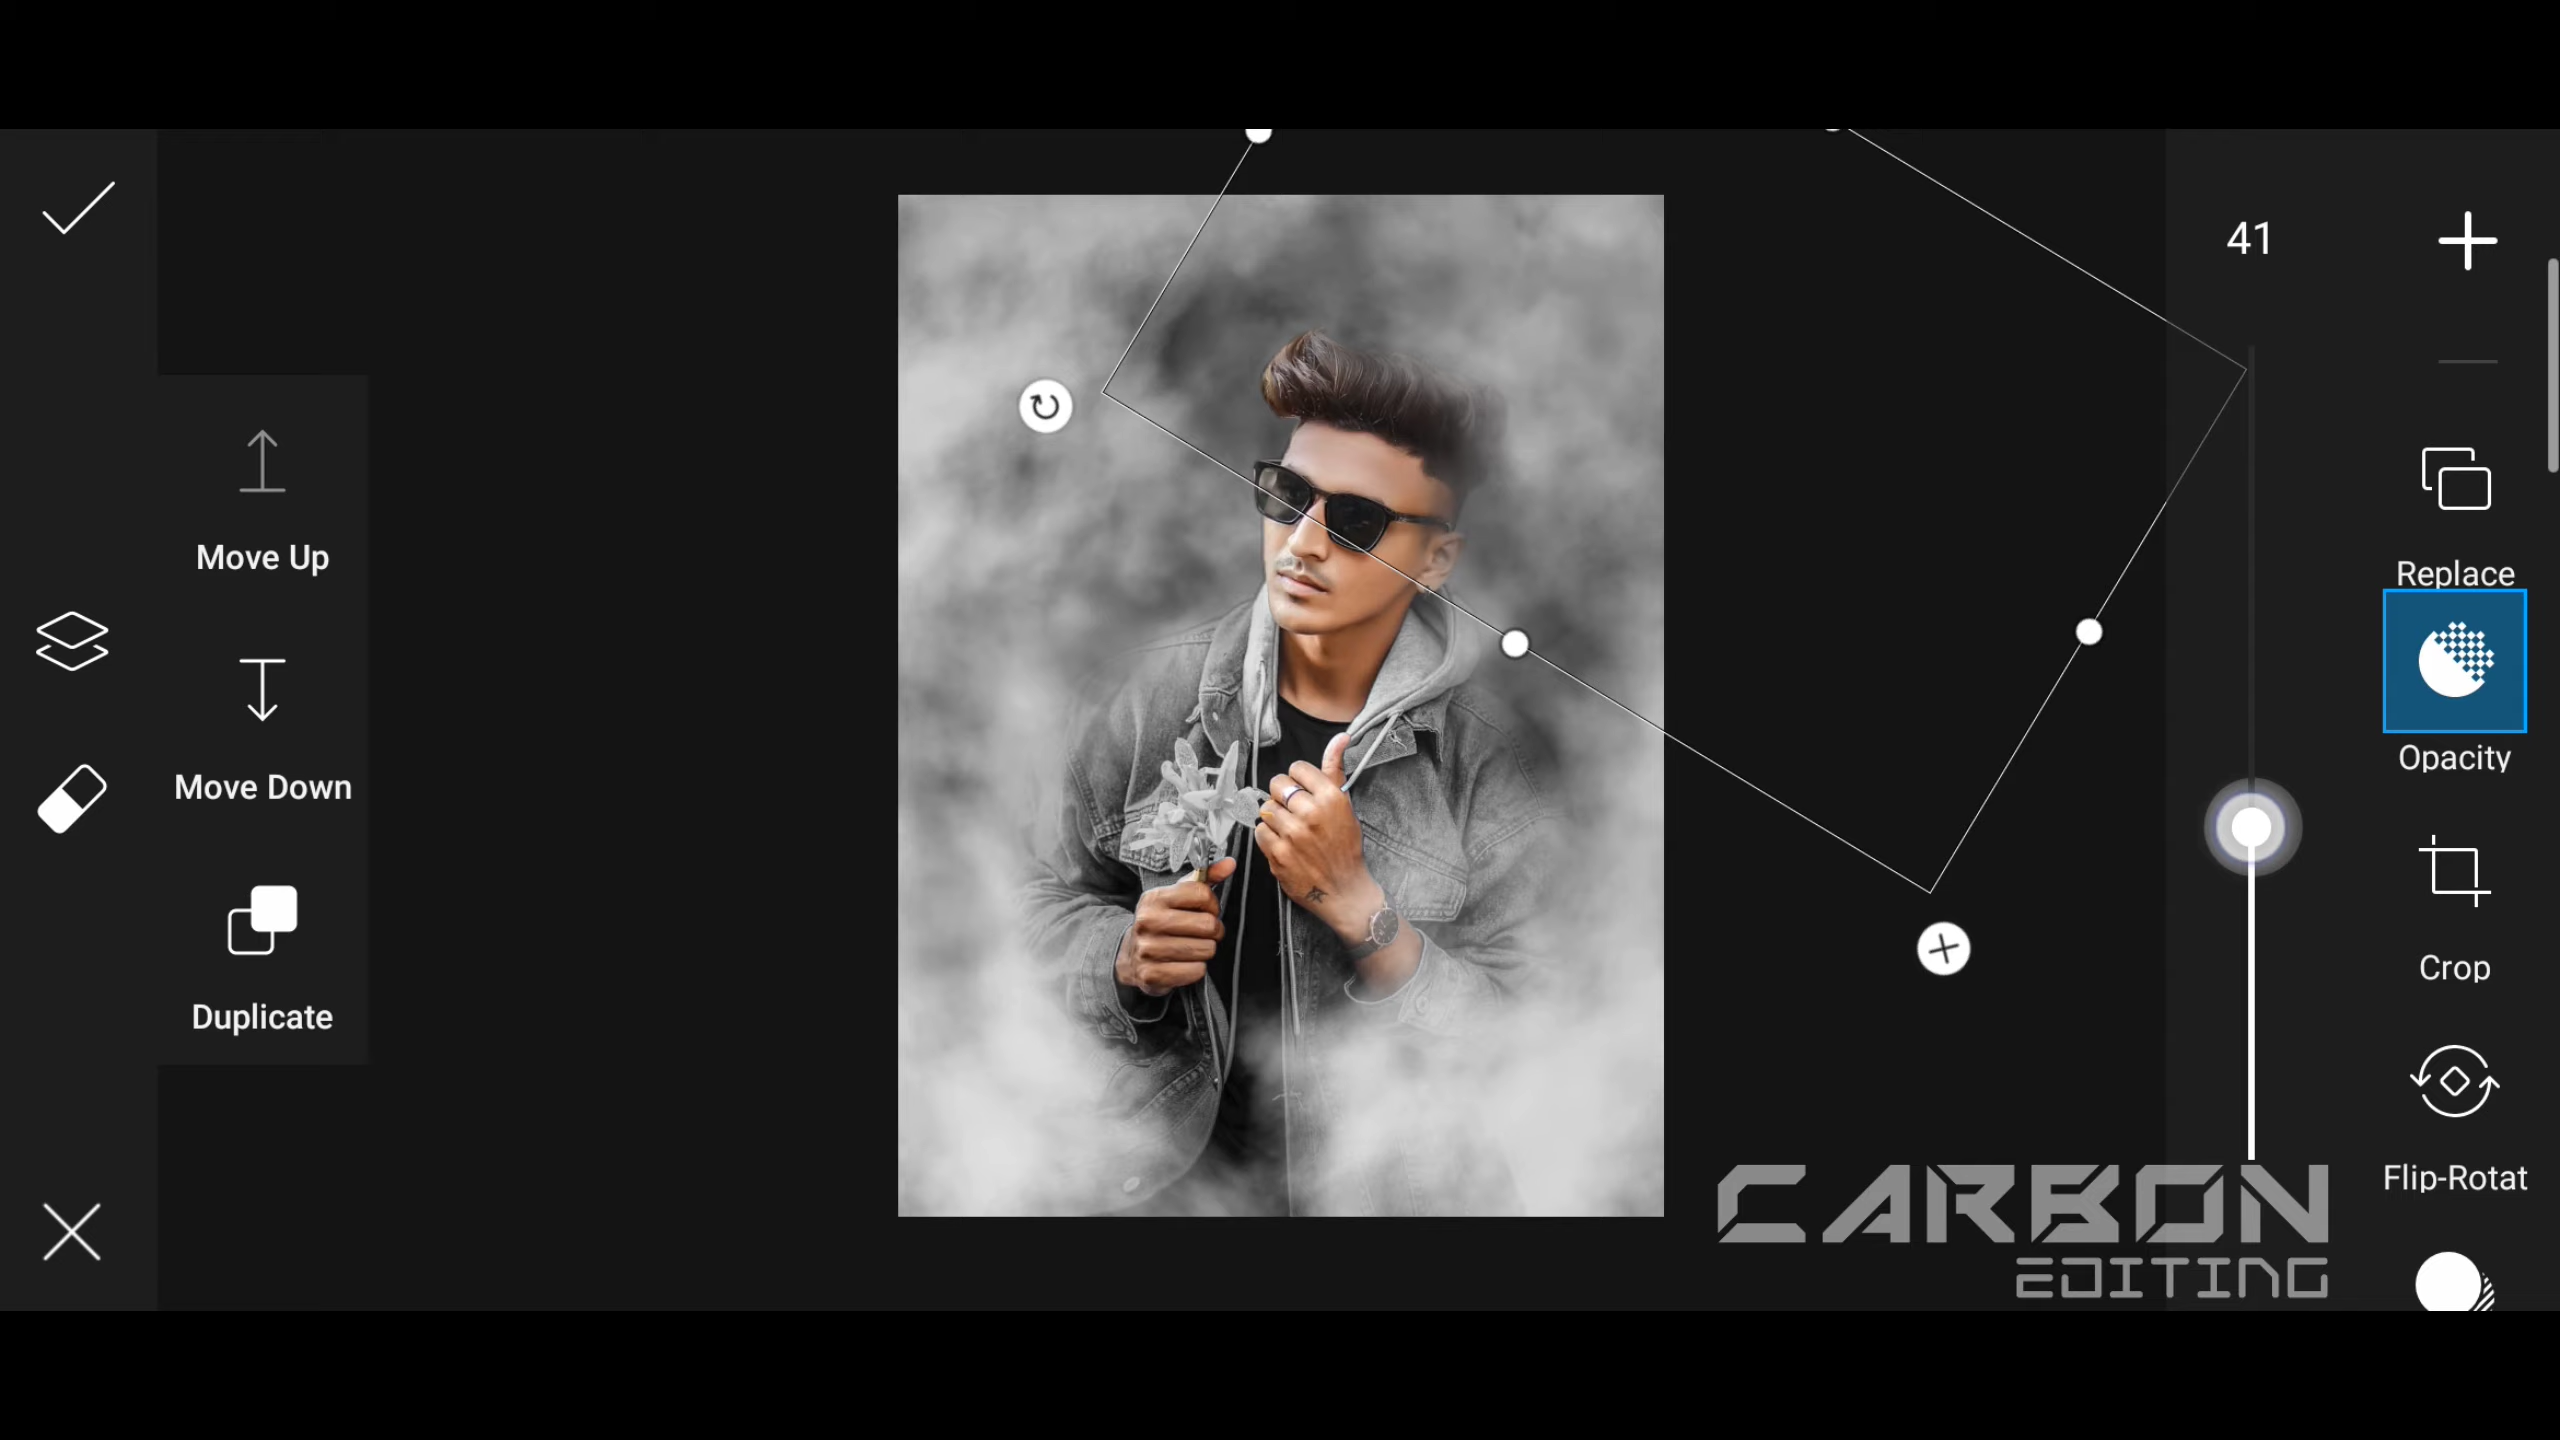 41
Move Up
Move Down
Duplicate
Replace
Opacity
Crop
Flip-Rotat
CARBON
EDITING